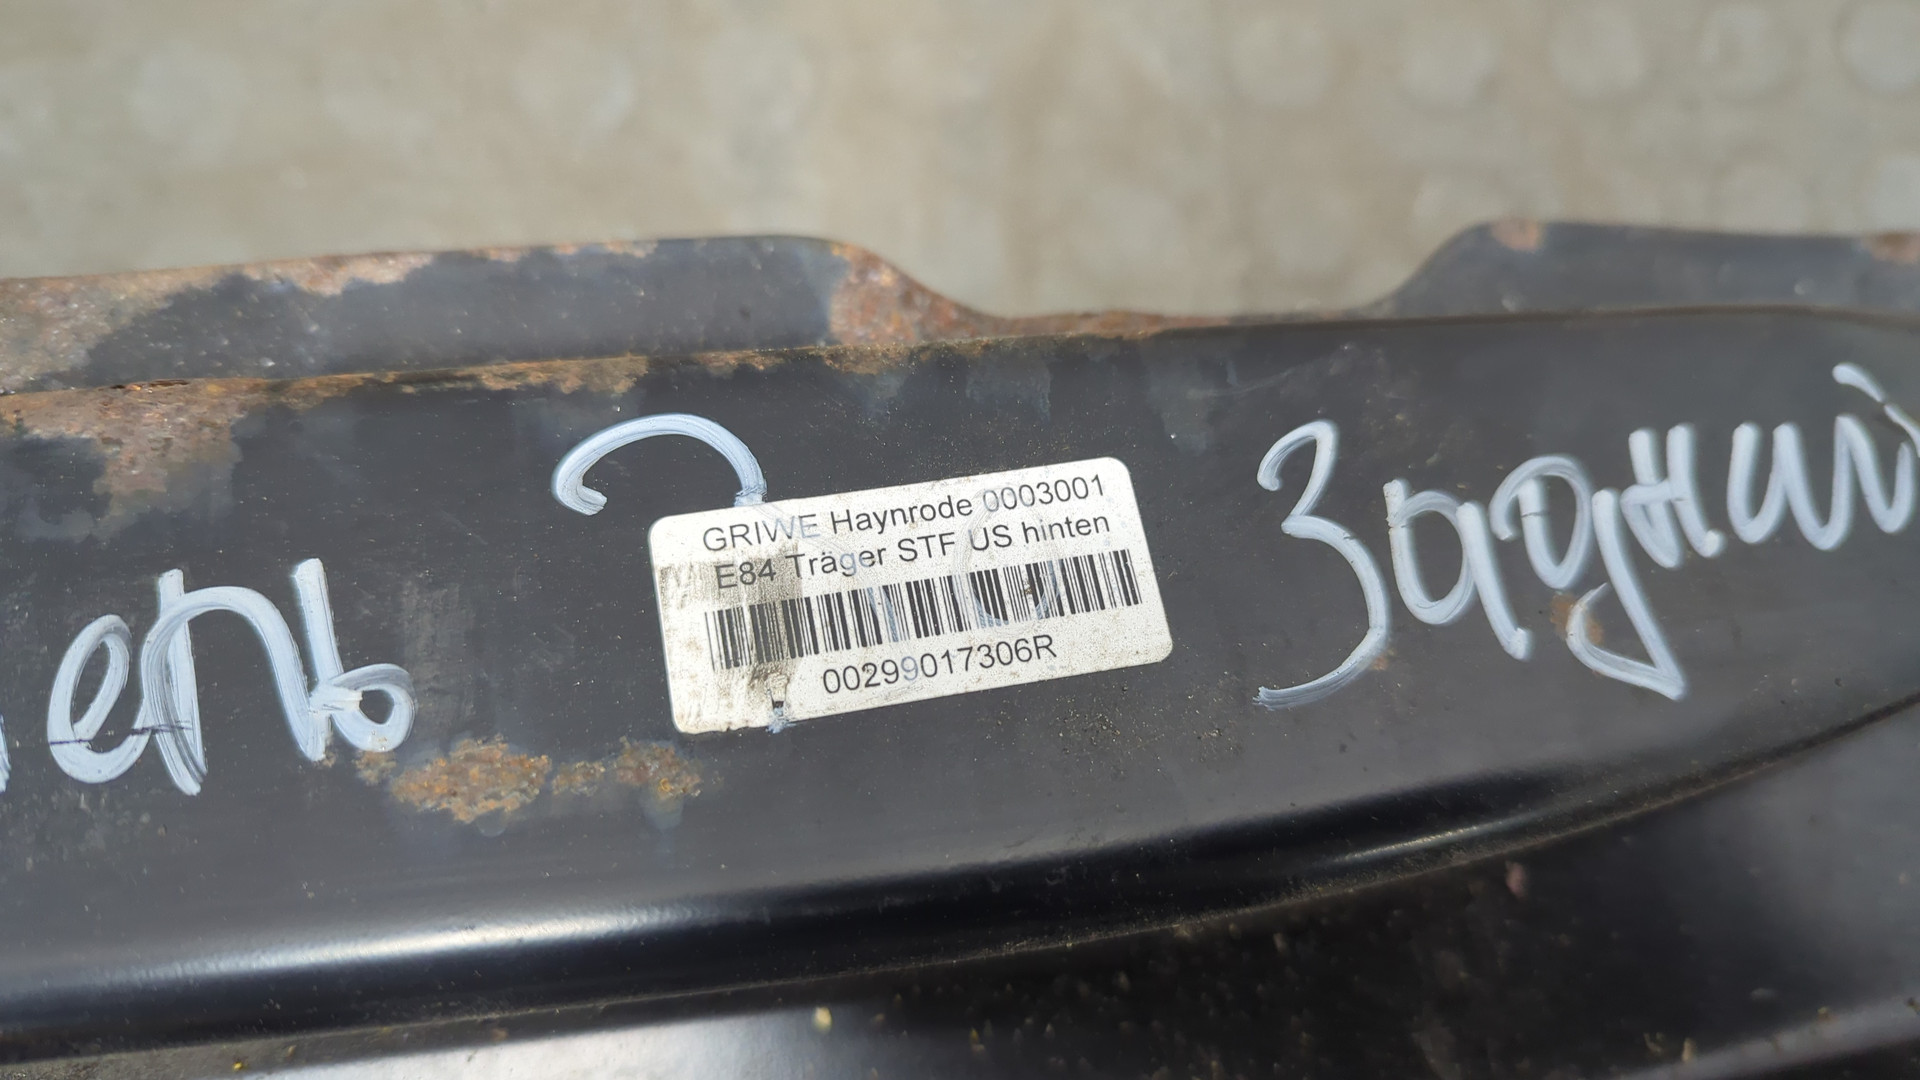 GRIWE Haynrode 0003001
E84 Träger STF US hinten
00299017306R
Задний